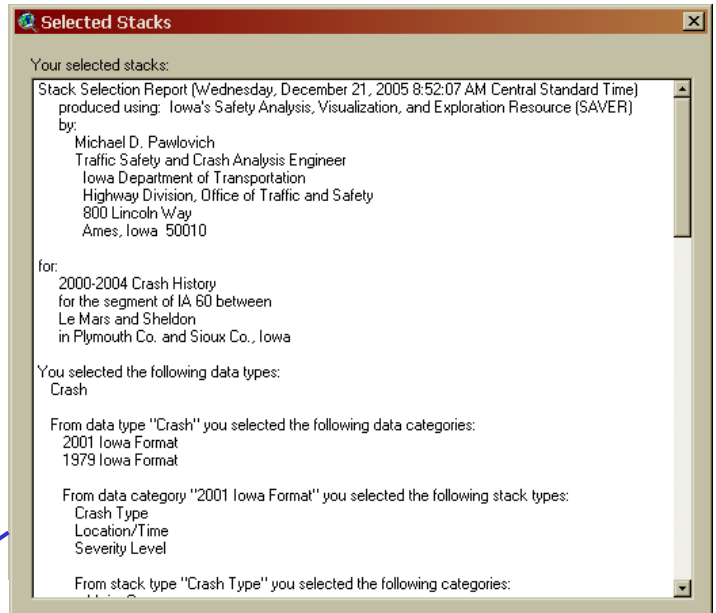 Selected Stacks
Your selected stacks:
Stack Selection Report (Wednesday, December 21, 2005 8:52:07 AM Central Standard Time)
produced using: Iowa's Safety Analysis, Visualization, and Exploration Resource (SAVER)
by:
Michael D. Pawlovich
Traffic Safety and Crash Analysis Engineer
Iowa Department of Transportation
Highway Division, Office of Traffic and Safety
800 Lincoln Way
Ames, Iowa 50010
for:
2000-2004 Crash History
for the segment of IA 60 between
Le Mars and Sheldon
in Plymouth Co. and Sioux Co., Iowa
You selected the following data types:
Crash
From data type "Crash" you selected the following data categories:
2001 Iowa Format
1979 Iowa Format
From data category "2001 Iowa Format" you selected the following stack types:
Crash Type
Location/Time
Severity Level
From stack type "Crash Type" you selected the following categories: